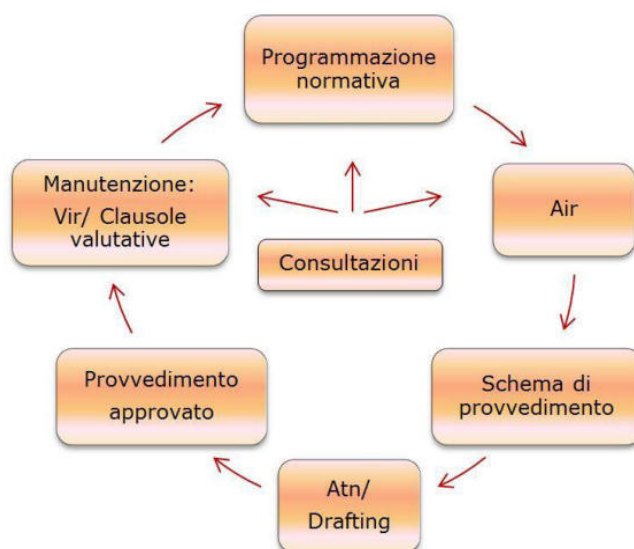 Programmazione
normativa
Manutenzione:
Vir/ Clausole
valutative
Air
Consultazioni
Provvedimento
approvato
Schema di
provvedimento
Atn/
Drafting